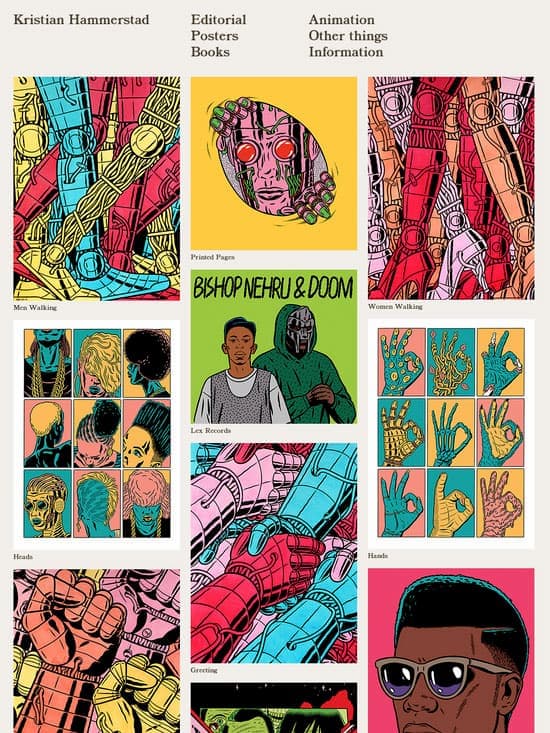 Kristian Hammerstad
Editorial
Posters
Books
Animation
Other things
Information
Men Walking
Printed Pages
Women Walking
BISHOP NEHRU & DOOM
Lex Records
Heads
Hands
Greeting